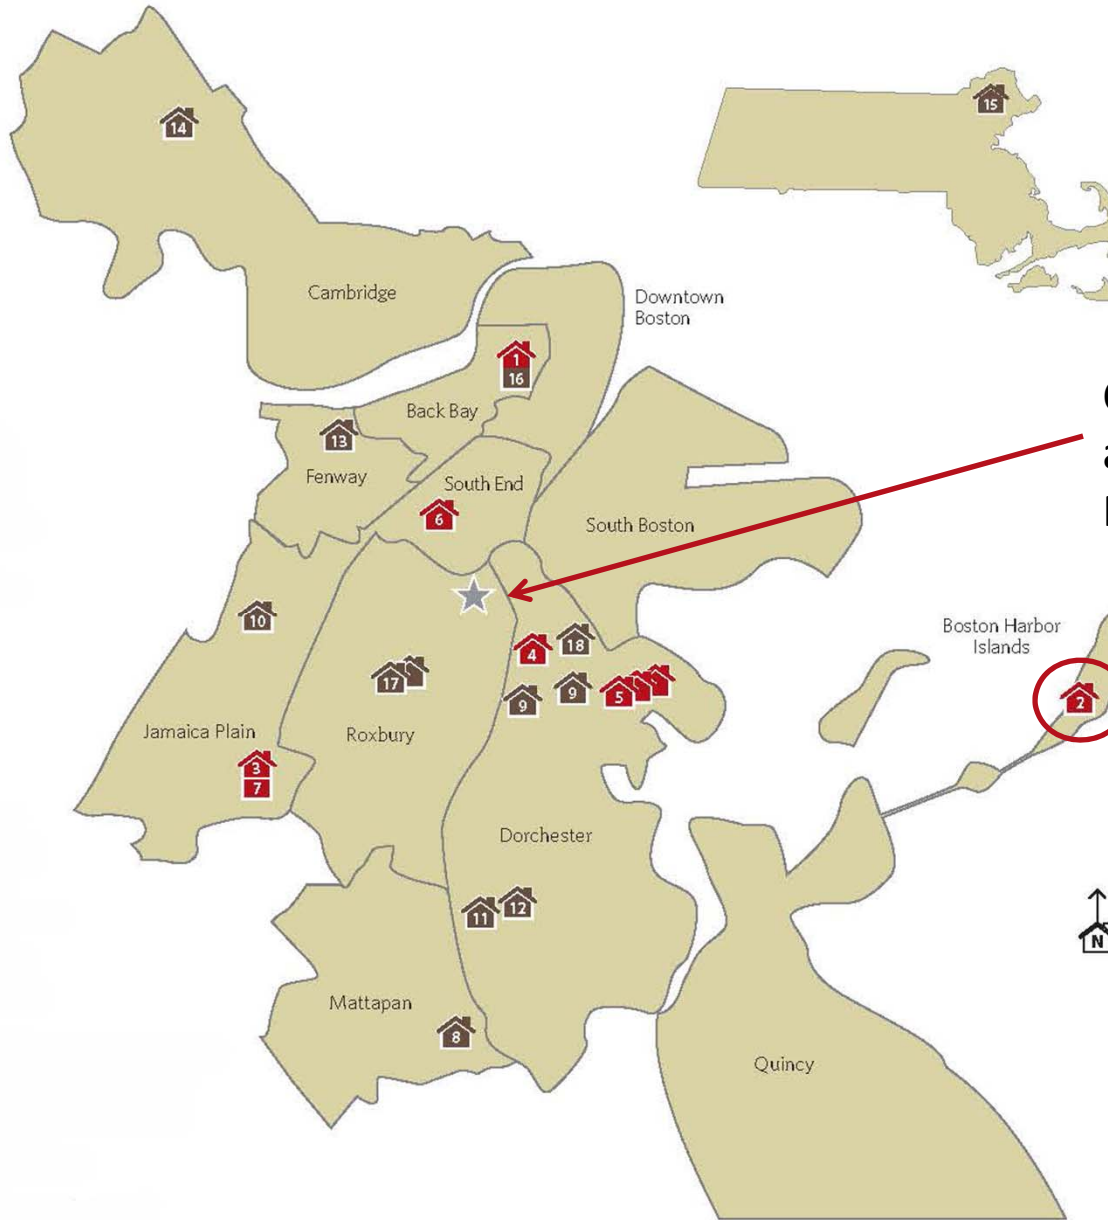 14
15
Cambridge
Downtown
Boston
1
16
Back Bay
13
Fenway
South End
6
South Boston
10
4
18
Boston Harbor
Islands
17
9
9
5
2
Jamaica Plain
Roxbury
3
7
Dorchester
11
12
N
Mattapan
8
Quincy